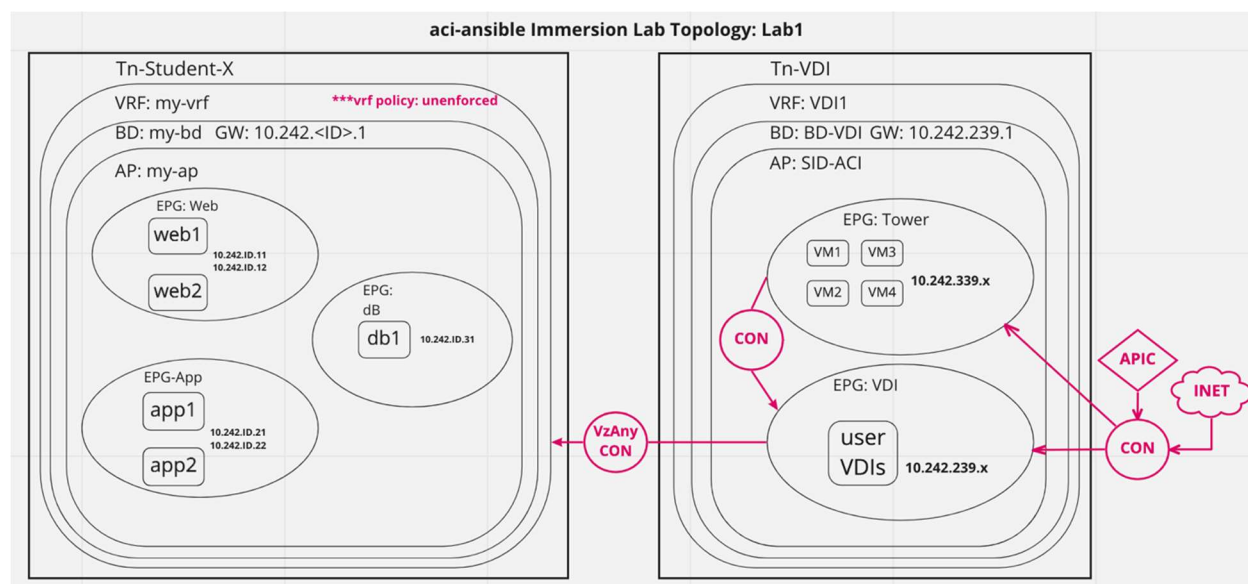 aci-ansible Immersion Lab Topology: Lab1
Tn-Student-X
VRF: my-vrf
***vrf policy: unenforced
BD: my-bd GW: 10.242.<ID>.1
AP: my-ap
EPG: Web
web1
10.242.ID.11
10.242.ID.12
web2
EPG:
dB
db1
10.242.ID.31
EPG-App
app1
10.242.ID.21
10.242.ID.22
app2
VzAny
CON
Tn-VDI
VRF: VDI1
BD: BD-VDI GW: 10.242.239.1
AP: SID-ACI
EPG: Tower
VM1
VM3
10.242.339.x
VM2
VM4
CON
EPG: VDI
user
VDIs
10.242.239.x
APIC
INET
CON